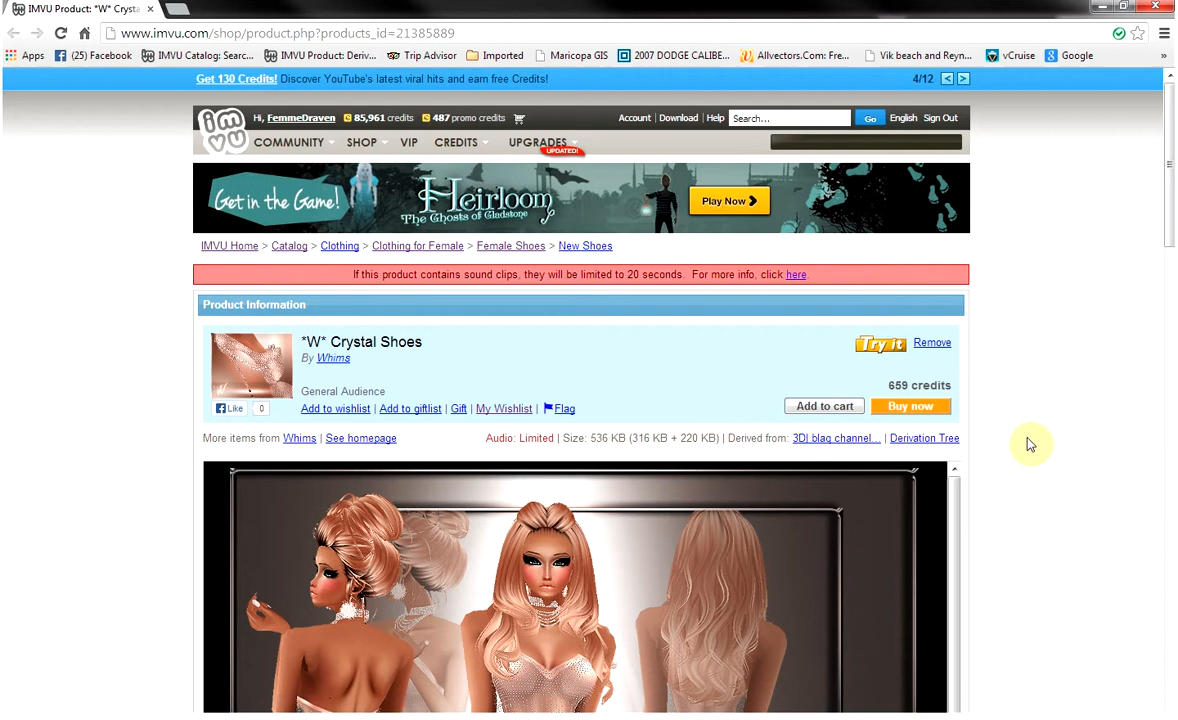 IMVU Product: "W" Crysta
www.imvu.com/shop/product.php?products_id=21385889
Apps (25) Facebook IMVU Catalog: Searc... IMVU Product: Deriv... Trip Advisor Imported Maricopa GIS 2007 DODGE CALIBE... Allvectors.Com: Fre... Vik beach and Reyn... vCruise Google »
Get 130 Credits! Discover YouTube's latest viral hits and earn free Credits! 4/12 < >
imvu
Hi, FemmeDraven 85,961 credits 487 promo credits Account | Download | Help Search... Go English Sign Out
COMMUNITY SHOP VIP CREDITS UPGRADES
UPDATED!
Get in the Game! Heirloom Play Now
The Ghosts of Gladstone
IMVU Home > Catalog > Clothing > Clothing for Female > Female Shoes > New Shoes
If this product contains sound clips, they will be limited to 20 seconds. For more info, click here.
Product Information
*W* Crystal Shoes Try it Remove
By Whims
659 credits
General Audience
Like 0 Add to wishlist | Add to giftlist | Gift | My Wishlist | Flag Add to cart Buy now
More items from Whims | See homepage Audio: Limited | Size: 536 KB (316 KB + 220 KB) | Derived from: 3DI blaq channel... | Derivation Tree